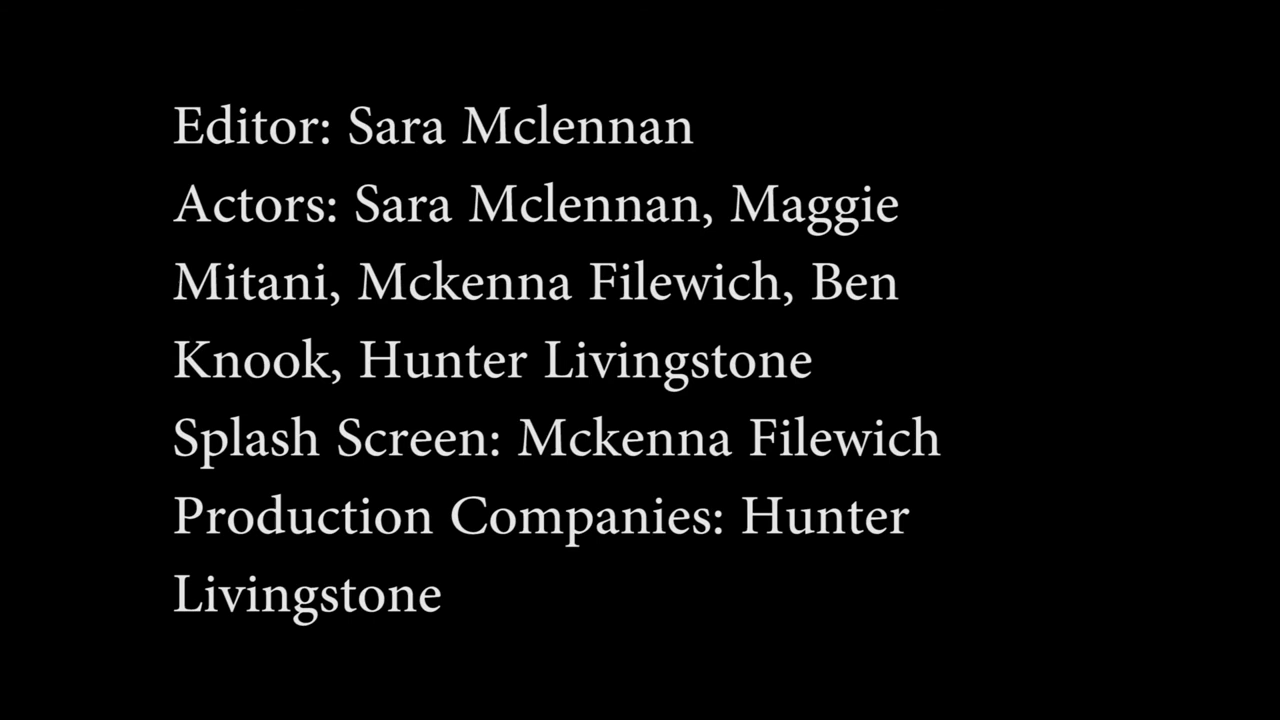 Editor: Sara Mclennan
Actors: Sara Mclennan, Maggie
Mitani, Mckenna Filewich, Ben
Knook, Hunter Livingstone
Splash Screen: Mckenna Filewich
Production Companies: Hunter
Livingstone